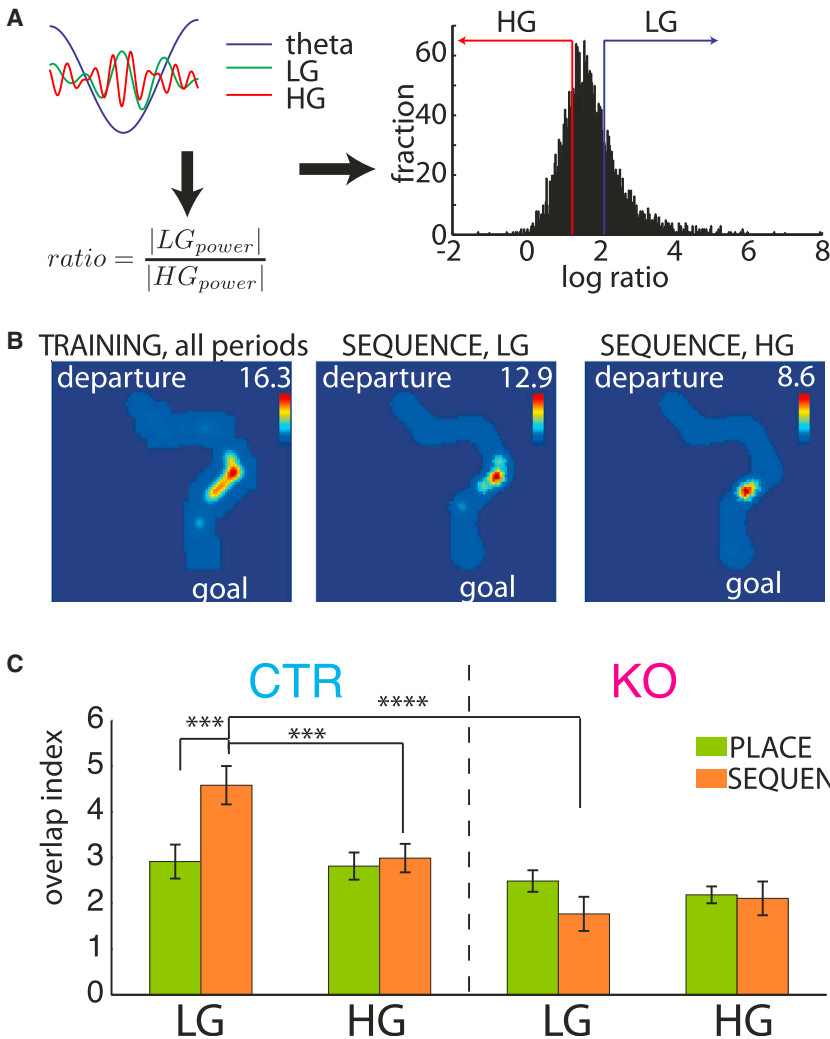 A
theta
LG
HG
ratio = |LG_power| / |HG_power|
HG LG
fraction
60
40
20
0
-2 0 2 4 6 8
log ratio
B
TRAINING, all periods
departure 16.3
goal
SEQUENCE, LG
departure 12.9
goal
SEQUENCE, HG
departure 8.6
goal
C
CTR
KO
overlap index
6
5
4
3
2
1
0
***
***
****
PLACE
SEQUEN
LG HG LG HG